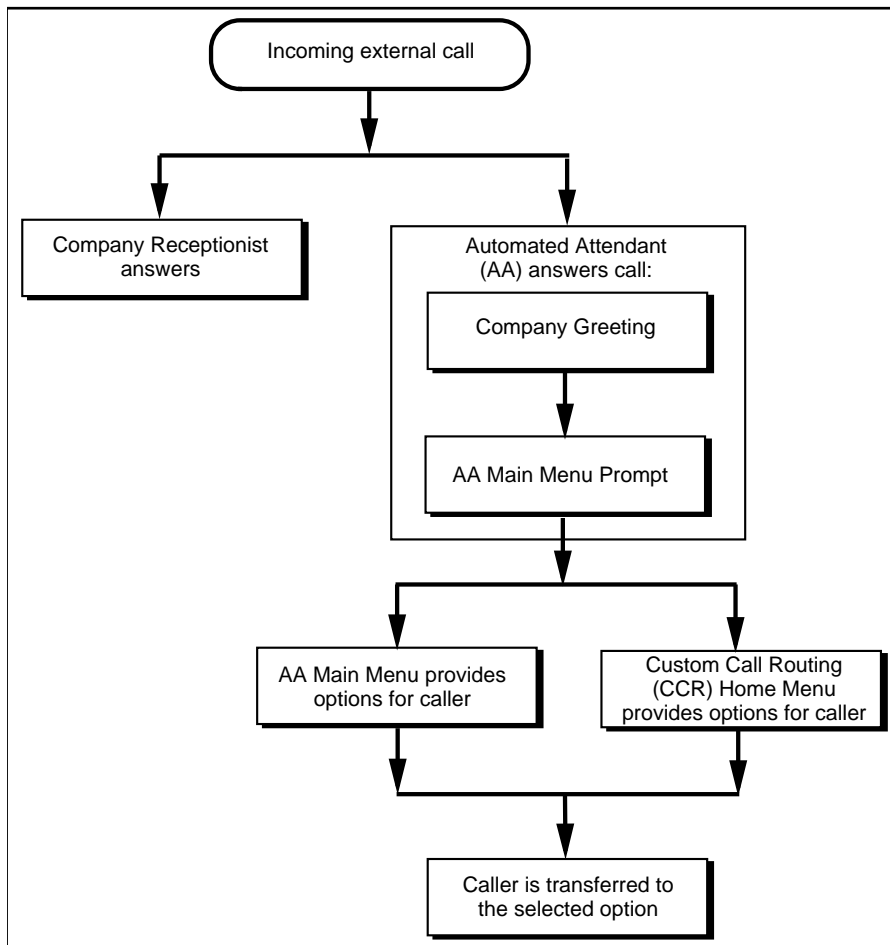 Incoming external call
Company Receptionist
answers
Automated Attendant
(AA) answers call:
Company Greeting
AA Main Menu Prompt
AA Main Menu provides
options for caller
Custom Call Routing
(CCR) Home Menu
provides options for caller
Caller is transferred to
the selected option